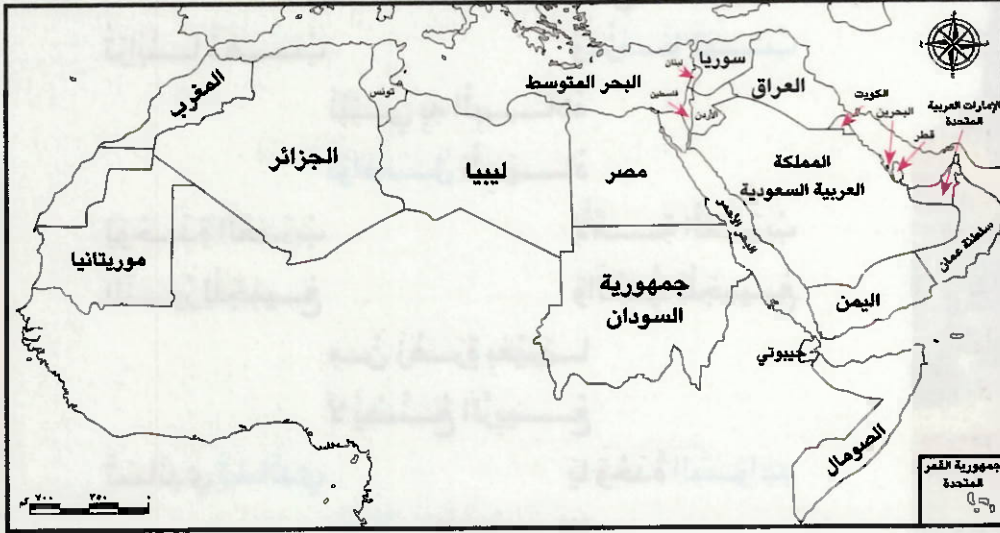 سوريا
لبنان
العراق
البحر المتوسط
تونس
المغرب
فلسطين
الأردن
الكويت
البحرين
قطر
الإمارات العربية
المتحدة
الجزائر
ليبيا
مصر
المملكة
العربية السعودية
البحر الأحمر
سلطنة عمان
موريتانيا
جمهورية
السودان
اليمن
جيبوتي
الصومال
جمهورية القمر
المتحدة
٧٠٠ ٣٥٠ ٠
كم